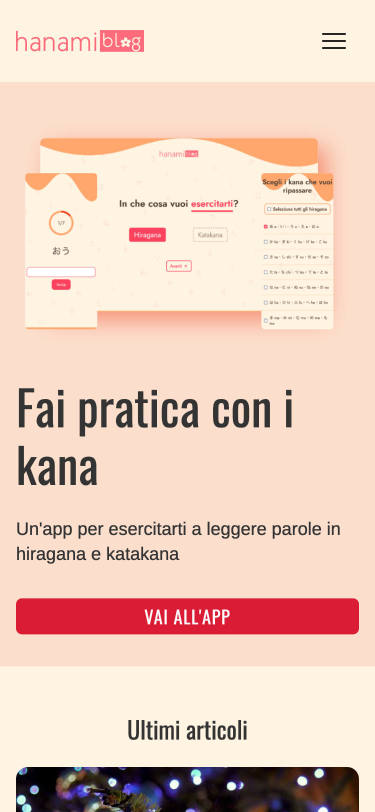 hanami blog
hanami blog
In che cosa vuoi esercitarti?
Hiragana
Katakana
Avanti
1/7
おう
Scegli i kana che vuoi
ripassare
Seleziona tutti gli hiragana
Fai pratica con i
kana
Un'app per esercitarti a leggere parole in
hiragana e katakana
VAI ALL'APP
Ultimi articoli